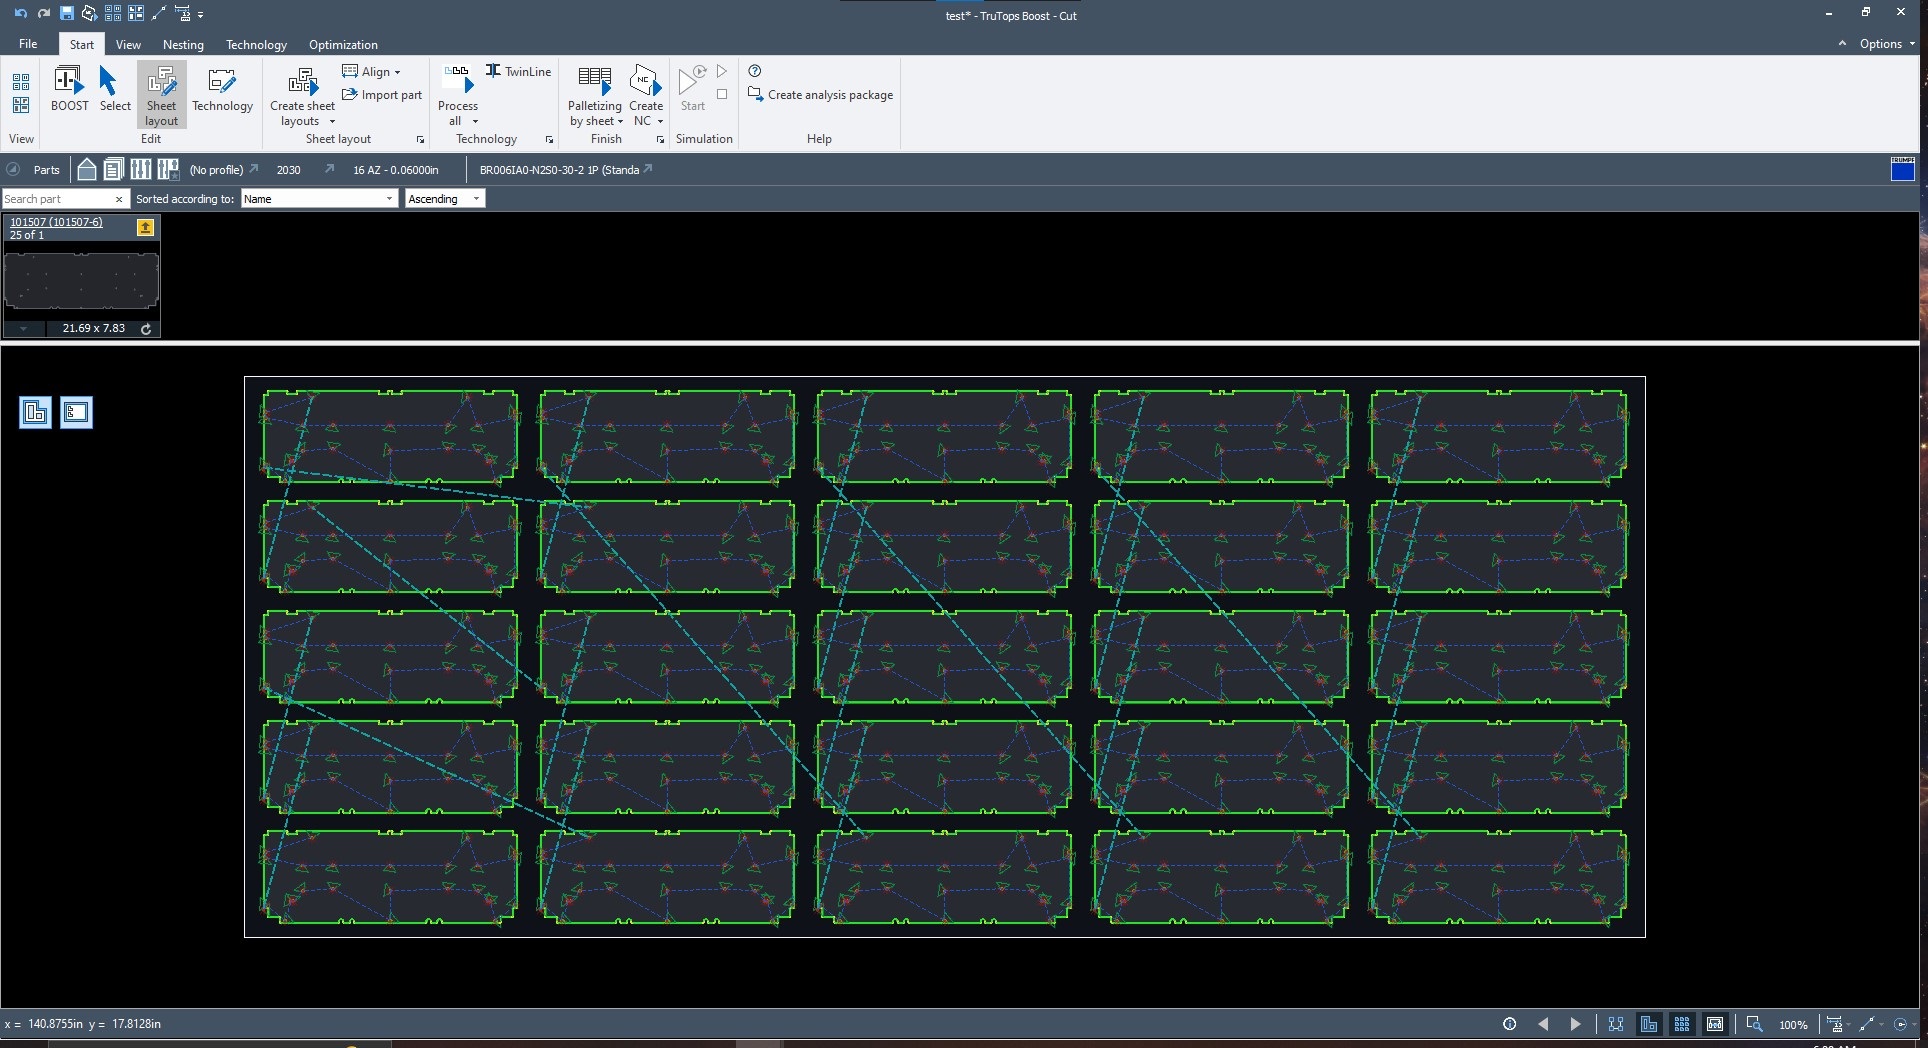 test* - TruTops Boost - Cut
File Start View Nesting Technology Optimization Options
BOOST Select Sheet layout Technology Create sheet layouts Align Import part Process all TwinLine Palletizing by sheet Create NC NC Start Create analysis package
View Edit Sheet layout Technology Finish Simulation Help
Parts (No profile) 2030 16 AZ - 0.06000in BR006IA0-N2S0-30-2 1P (Standa TRUMPF
Search part Sorted according to: Name Ascending
101507 (101507-6)
25 of 1
21.69 x 7.83
x = 140.8755in y = 17.8128in 100%